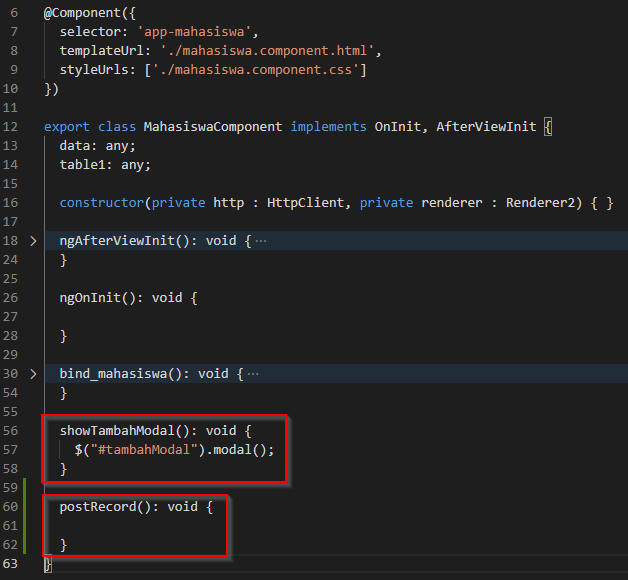 6 @Component({
7 selector: 'app-mahasiswa',
8 templateUrl: './mahasiswa.component.html',
9 styleUrls: ['./mahasiswa.component.css']
10 })
11
12 export class MahasiswaComponent implements OnInit, AfterViewInit {
13 data: any;
14 table1: any;
15
16 constructor(private http : HttpClient, private renderer : Renderer2) { }
17
18 ngAfterViewInit(): void { ···
24 }
25
26 ngOnInit(): void {
27
28 }
29
30 bind_mahasiswa(): void { ···
54 }
55
56 showTambahModal(): void {
57 $("#tambahModal").modal();
58 }
59
60 postRecord(): void {
61
62 }
63 }